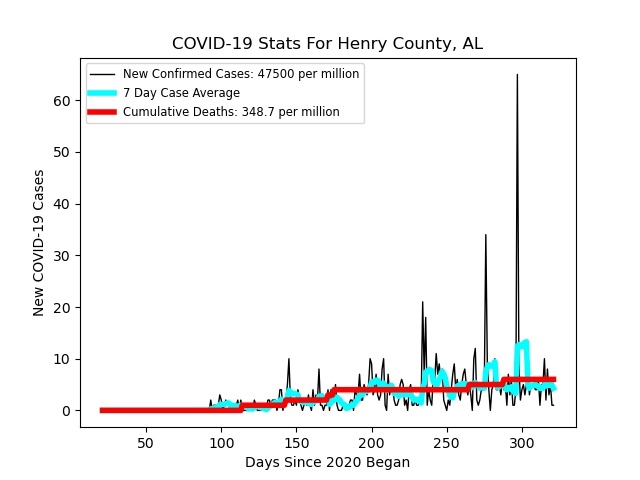 COVID-19 Stats For Henry County, AL
New Confirmed Cases: 47500 per million
7 Day Case Average
Cumulative Deaths: 348.7 per million
New COVID-19 Cases
60
50
40
30
20
10
0
50 100 150 200 250 300
Days Since 2020 Began